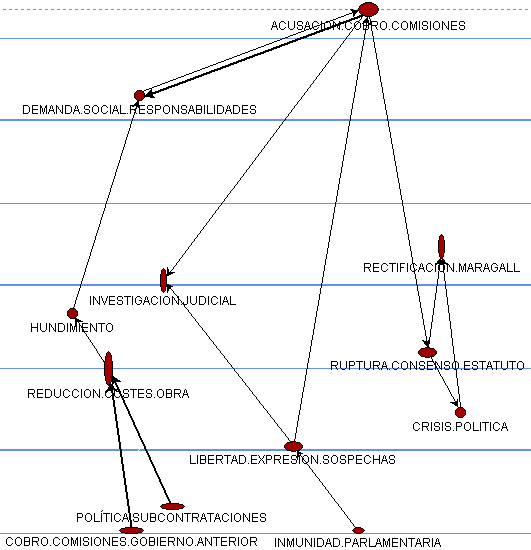 ACUSACION.COBRO.COMISIONES
DEMANDA.SOCIAL.RESPONSABILIDADES
RECTIFICACION.MARAGALL
INVESTIGACION.JUDICIAL
HUNDIMIENTO
RUPTURA.CONSENSO.ESTATUTO
REDUCCION.COSTES.OBRA
CRISIS.POLITICA
LIBERTAD.EXPRESION.SOSPECHAS
POLÍTICA.SUBCONTRATACIONES
COBRO.COMISIONES.GOBIERNO.ANTERIOR
INMUNIDAD.PARLAMENTARIA